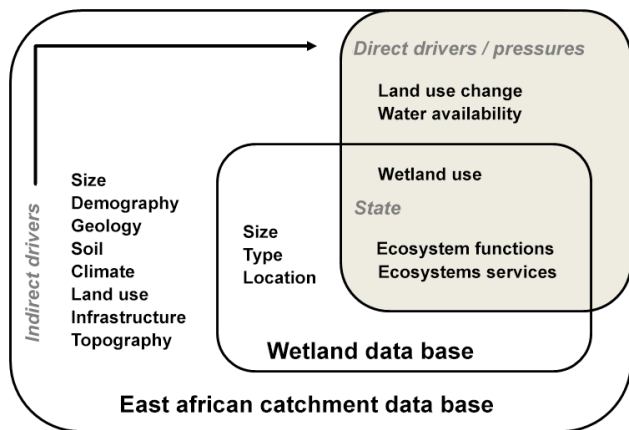 Direct drivers / pressures
Land use change
Water availability
Indirect drivers
Size
Demography
Geology
Soil
Climate
Land use
Infrastructure
Topography
Size
Type
Location
Wetland use
State
Ecosystem functions
Ecosystems services
Wetland data base
East african catchment data base